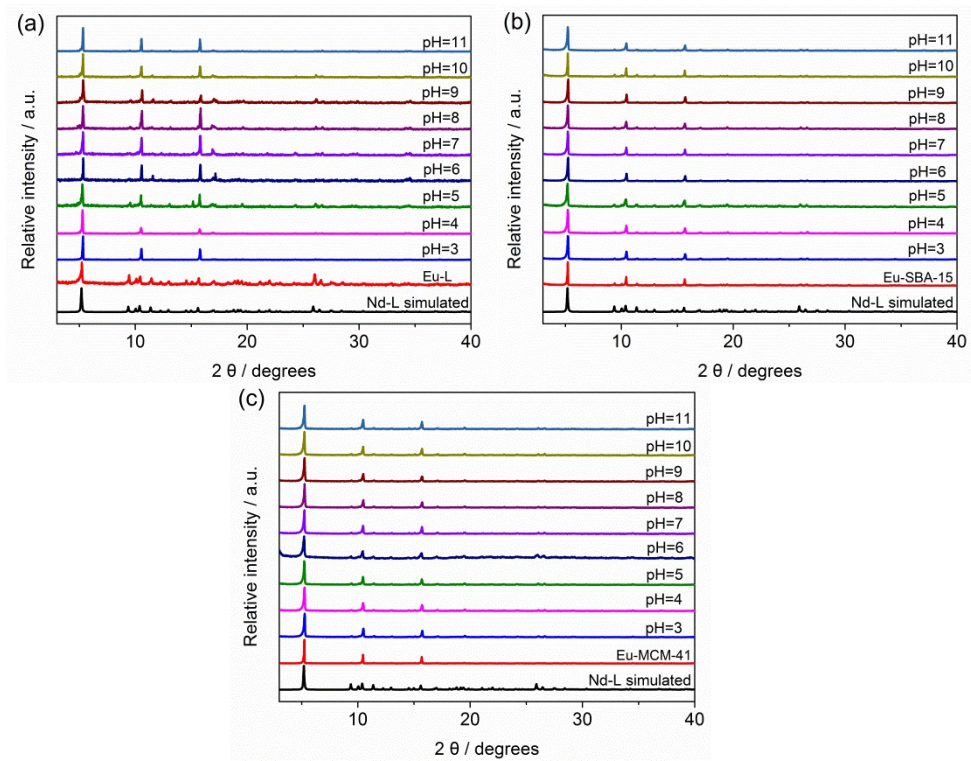 (a)
Relative intensity / a.u.
pH=11
pH=10
pH=9
pH=8
pH=7
pH=6
pH=5
pH=4
pH=3
Eu-L
Nd-L simulated
10
20
30
40
2 θ / degrees
(b)
Relative intensity / a.u.
pH=11
pH=10
pH=9
pH=8
pH=7
pH=6
pH=5
pH=4
pH=3
Eu-SBA-15
Nd-L simulated
10
20
30
40
2 θ / degrees
(c)
Relative intensity / a.u.
pH=11
pH=10
pH=9
pH=8
pH=7
pH=6
pH=5
pH=4
pH=3
Eu-MCM-41
Nd-L simulated
10
20
30
40
2 θ / degrees